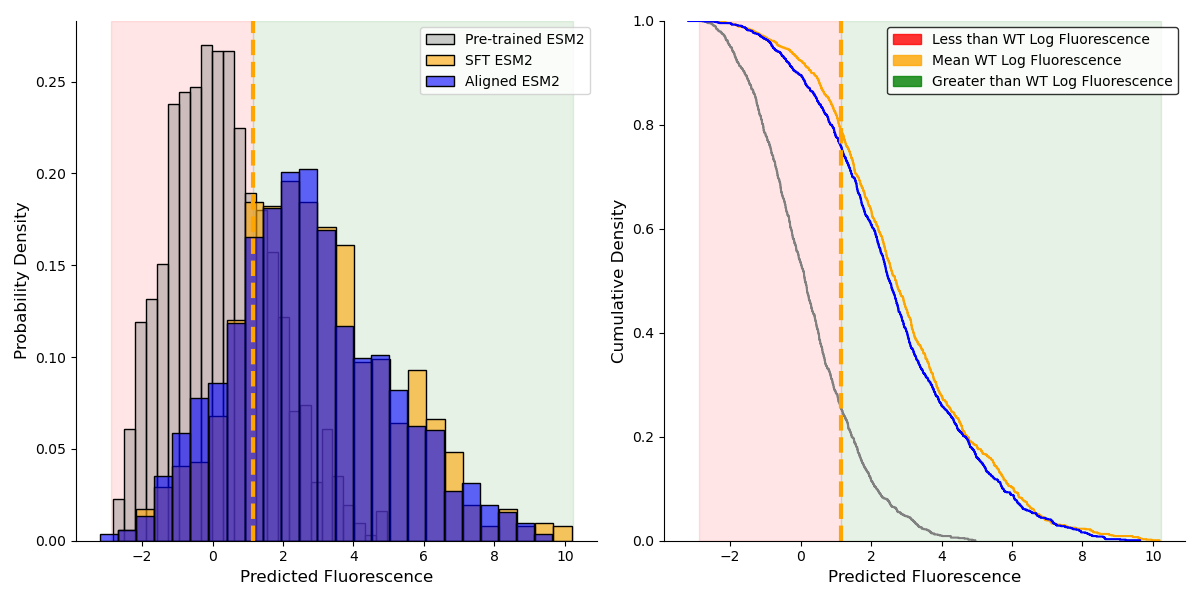 Pre-trained ESM2
SFT ESM2
Aligned ESM2
0.25
0.20
0.15
0.10
0.05
0.00
Probability Density
−2 0 2 4 6 8 10
Predicted Fluorescence
Less than WT Log Fluorescence
Mean WT Log Fluorescence
Greater than WT Log Fluorescence
1.0
0.8
0.6
0.4
0.2
0.0
Cumulative Density
−2 0 2 4 6 8 10
Predicted Fluorescence